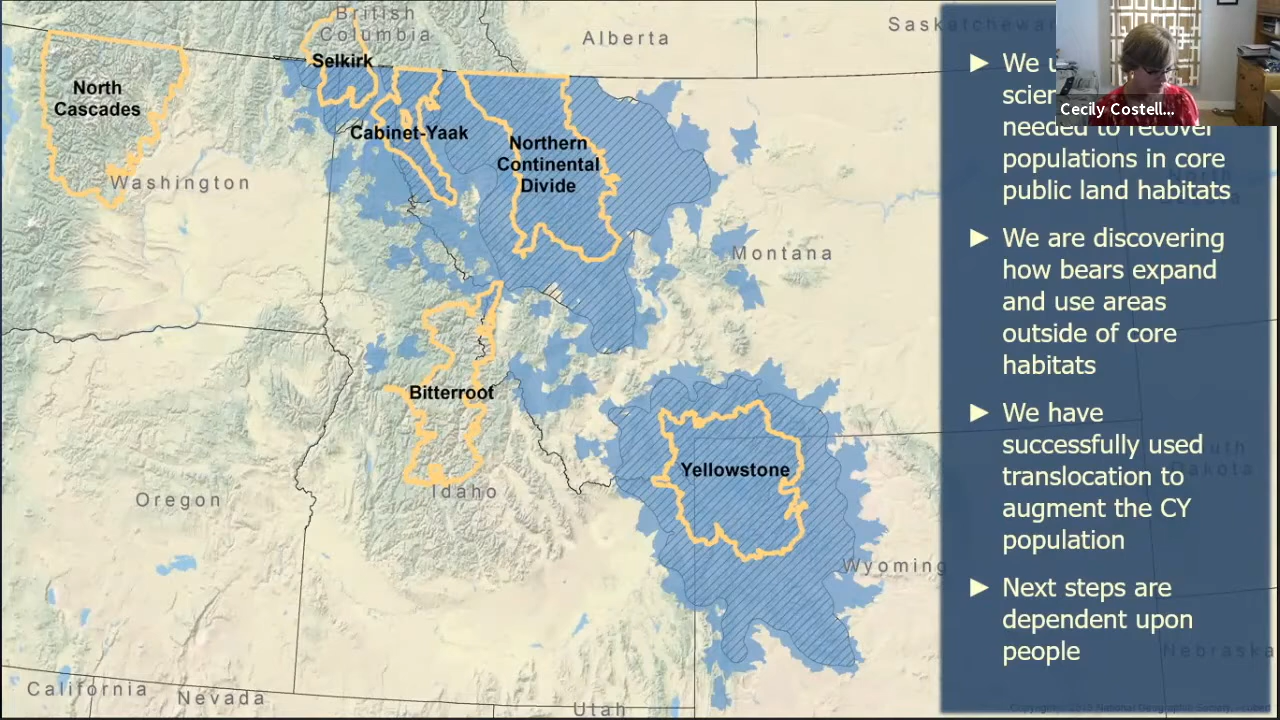 British
Columbia
Alberta
Selkirk
North
Cascades
Cabinet-Yaak
Northern
Continental
Divide
Washington
Montana
Bitterroot
Idaho
Oregon
Yellowstone
Wyoming
California
Nevada
Utah
Nebraska
Cecily Costell...
► We
needed to recover
populations in core
public land habitats
► We are discovering
how bears expand
and use areas
outside of core
habitats
► We have
successfully used
translocation to
augment the CY
population
► Next steps are
dependent upon
people